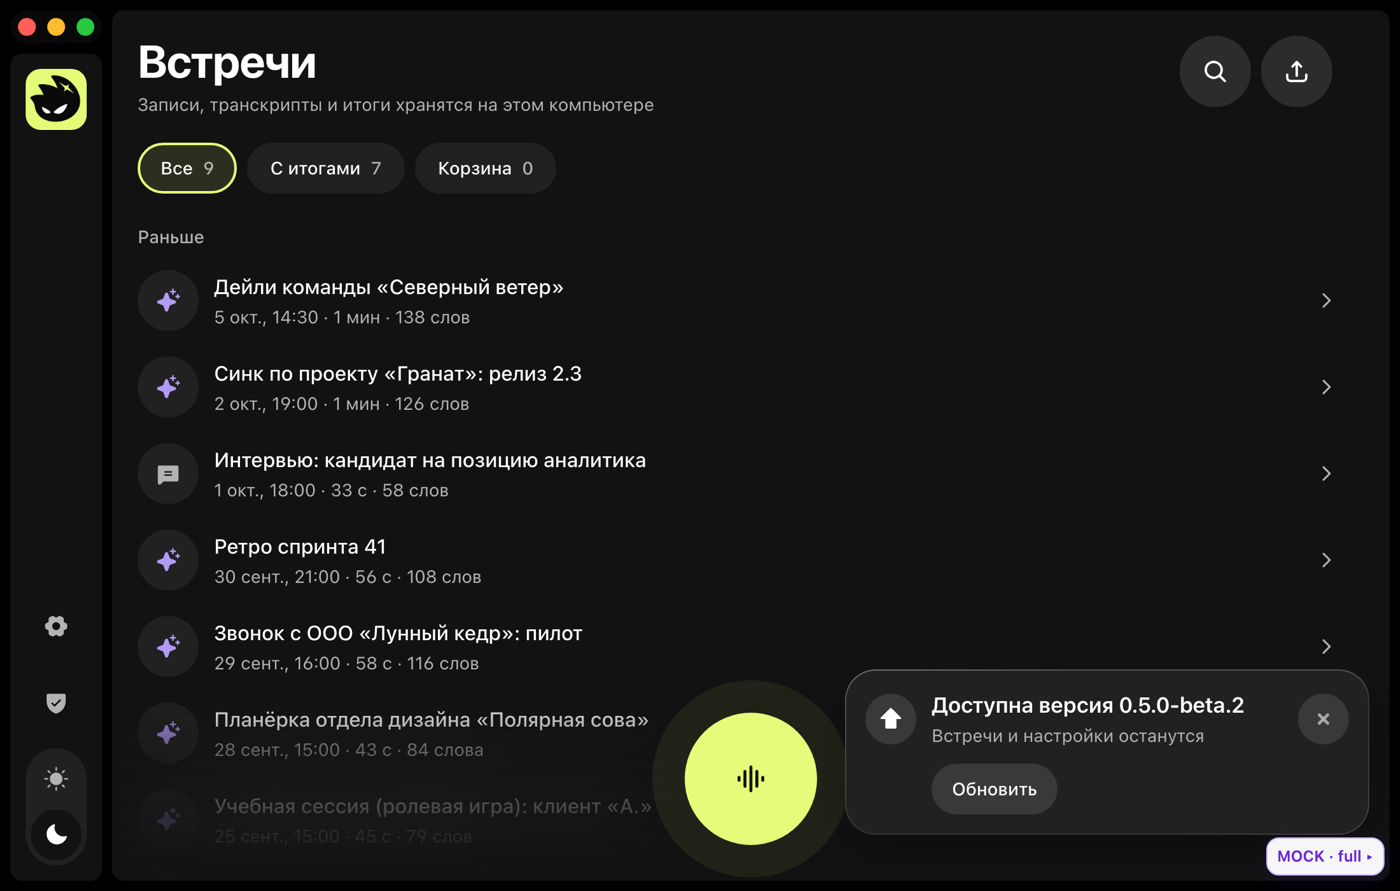 Встречи
Записи, транскрипты и итоги хранятся на этом компьютере
Все 9
С итогами 7
Корзина 0
Раньше
Дейли команды «Северный ветер»
5 окт., 14:30 · 1 мин · 138 слов
Синк по проекту «Гранат»: релиз 2.3
2 окт., 19:00 · 1 мин · 126 слов
Интервью: кандидат на позицию аналитика
1 окт., 18:00 · 33 с · 58 слов
Ретро спринта 41
30 сент., 21:00 · 56 с · 108 слов
Звонок с ООО «Лунный кедр»: пилот
29 сент., 16:00 · 58 с · 116 слов
Планёрка отдела дизайна «Полярная сова»
28 сент., 15:00 · 43 с · 84 слова
Учебная сессия (ролевая игра): клиент «А.»
25 сент., 15:00 · 45 с · 79 слов
Доступна версия 0.5.0-beta.2
Встречи и настройки останутся
Обновить
MOCK · full ▸